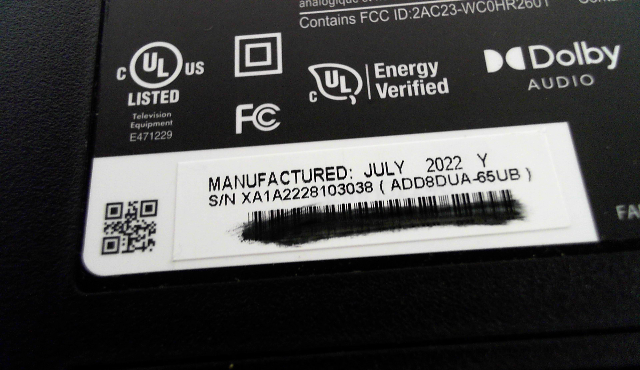 Contains FCC ID:2AC23-WC0HR2601
C UL US
LISTED
Television
Equipment
E471229
FC
C UL
Energy
Verified
Dolby
AUDIO
MANUFACTURED: JULY 2022 Y
S/N XA1A2228103038 ( ADD8DUA-65UB )